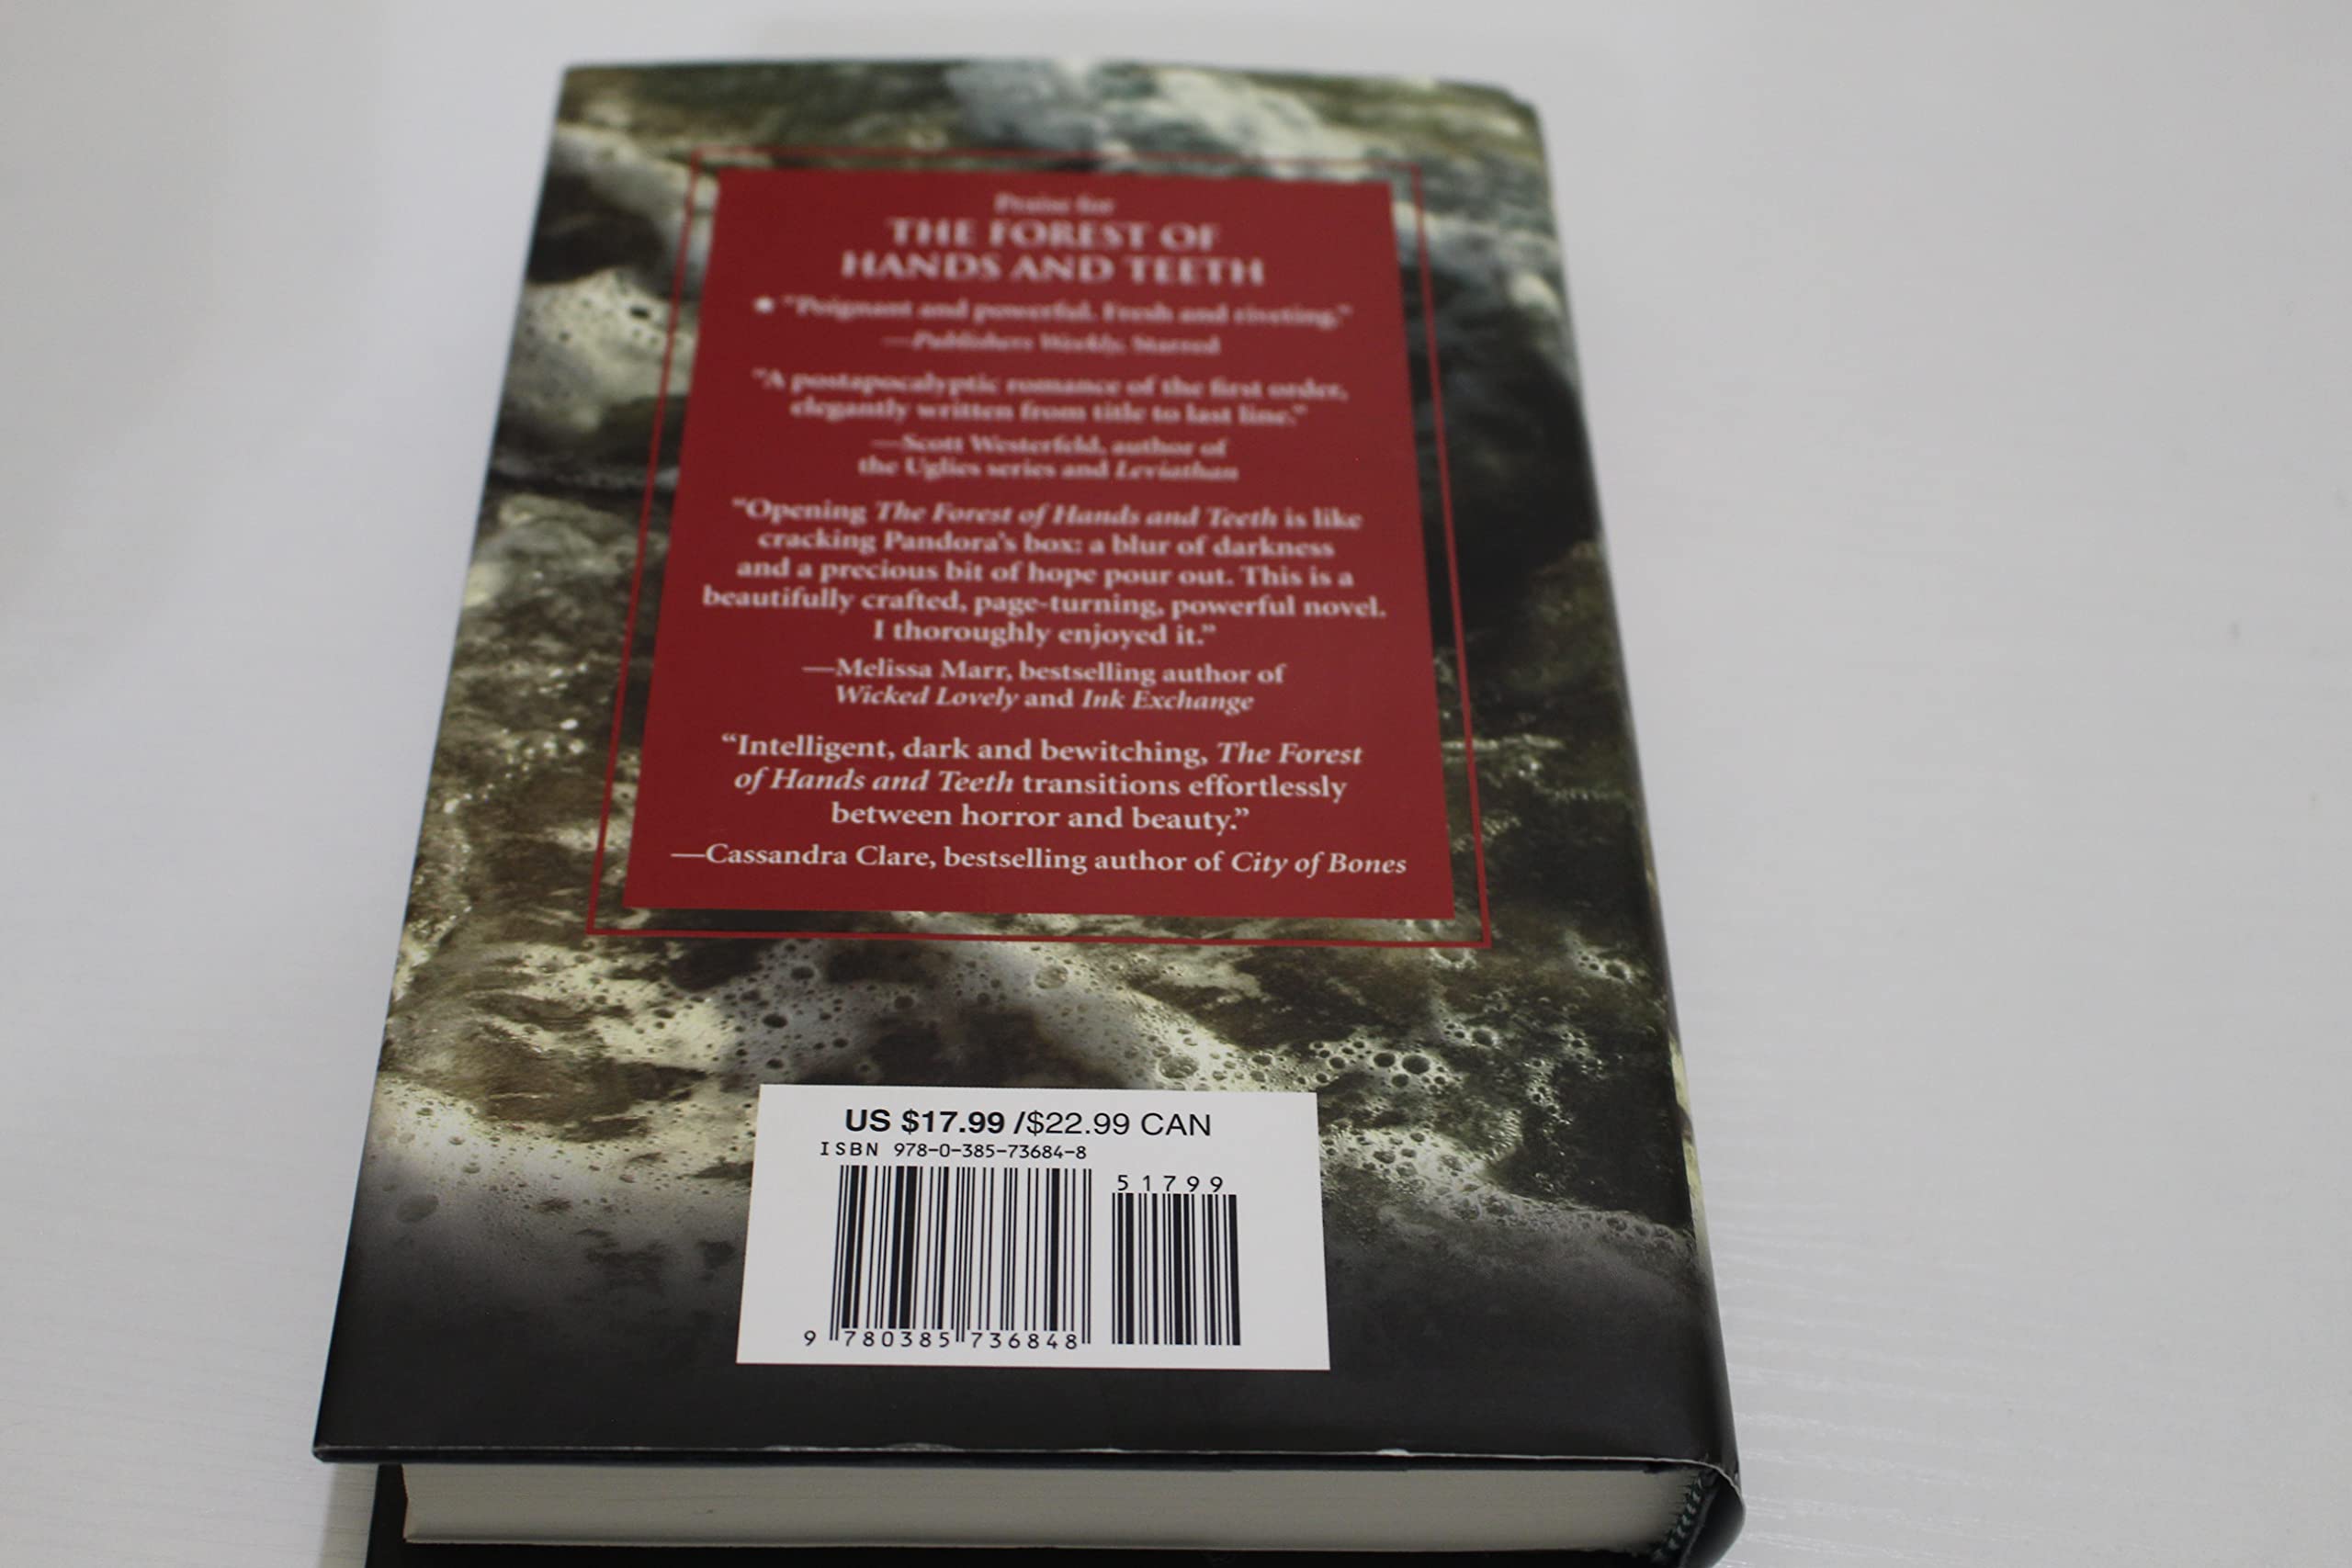 Praise for
THE FOREST OF
HANDS AND TEETH
★ "Poignant and powerful. Fresh and riveting."
—Publishers Weekly, Starred
"A postapocalyptic romance of the first order,
elegantly written from title to last line."
—Scott Westerfeld, author of
the Uglies series and Leviathan
“Opening The Forest of Hands and Teeth is like
cracking Pandora’s box: a blur of darkness
and a precious bit of hope pour out. This is a
beautifully crafted, page-turning, powerful novel.
I thoroughly enjoyed it.”
—Melissa Marr, bestselling author of
Wicked Lovely and Ink Exchange
“Intelligent, dark and bewitching, The Forest
of Hands and Teeth transitions effortlessly
between horror and beauty.”
—Cassandra Clare, bestselling author of City of Bones
US $17.99 /$22.99 CAN
ISBN 978-0-385-73684-8
51799
9 780385 736848